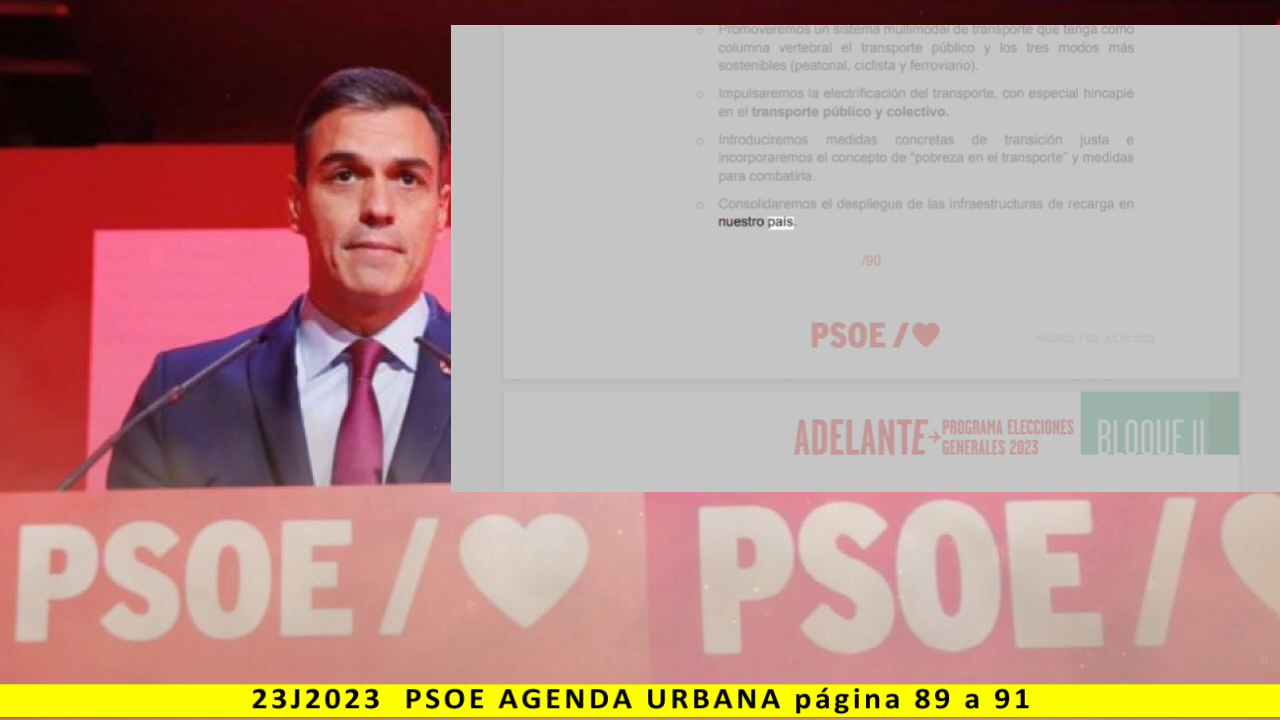 Promoveremos un sistema multimodal de transporte que tenga como
columna vertebral el transporte público y los tres modos más
sostenibles (peatonal, ciclista y ferroviario).
o Impulsaremos la electrificación del transporte, con especial hincapié
en el transporte público y colectivo.
o Introduciremos medidas concretas de transición justa e
incorporaremos el concepto de “pobreza en el transporte” y medidas
para combatirla.
o Consolidaremos el despliegue de las infraestructuras de recarga en
nuestro país.
/90
PSOE /
MADRID 7 DE JULIO 2023
ADELANTE → PROGRAMA ELECCIONES
GENERALES 2023
BLOQUE II
PSOE /
PSOE /
23J2023 PSOE AGENDA URBANA página 89 a 91